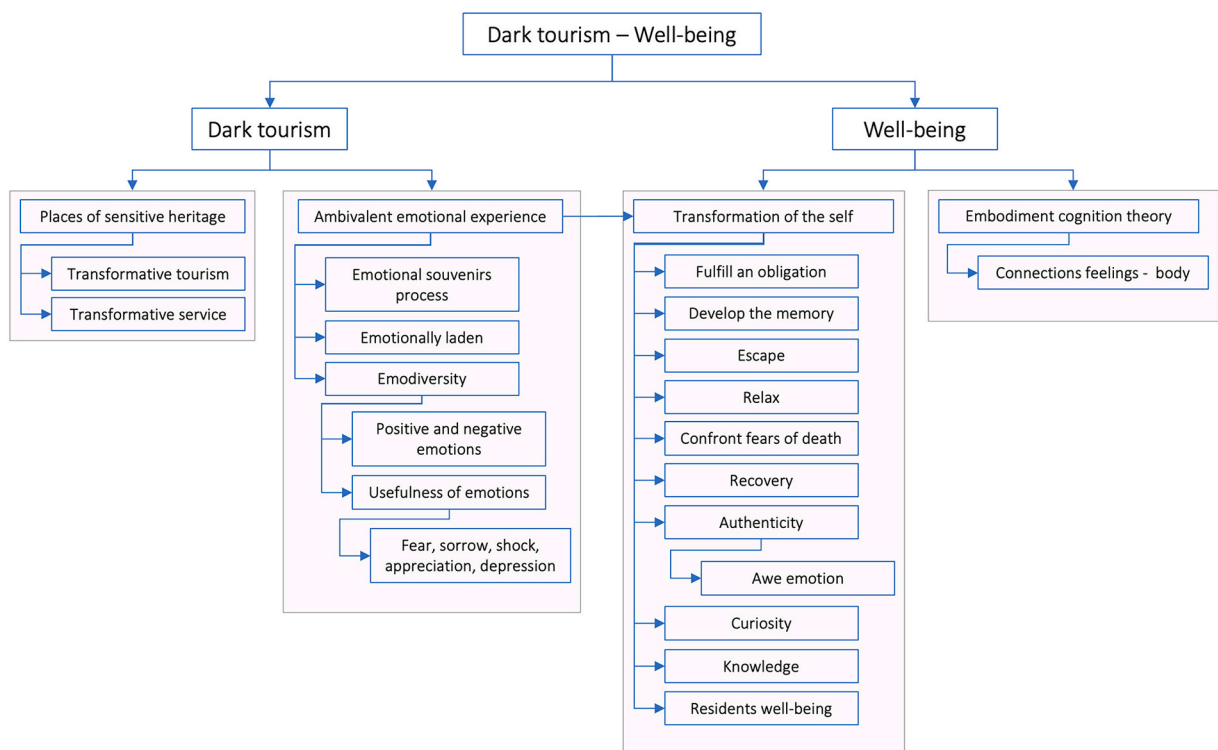 Dark tourism – Well-being
Dark tourism
Well-being
Places of sensitive heritage
Transformative tourism
Transformative service
Ambivalent emotional experience
Emotional souvenirs
process
Emotionally laden
Emodiversity
Positive and negative
emotions
Usefulness of emotions
Fear, sorrow, shock,
appreciation, depression
Transformation of the self
Fulfill an obligation
Develop the memory
Escape
Relax
Confront fears of death
Recovery
Authenticity
Awe emotion
Curiosity
Knowledge
Residents well-being
Embodiment cognition theory
Connections feelings - body